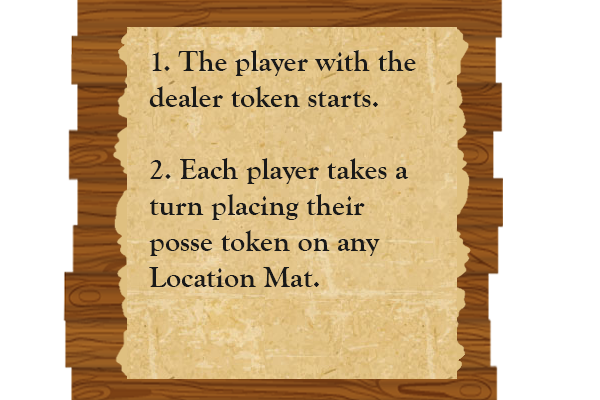 1. The player with the
dealer token starts.
2. Each player takes a
turn placing their
posse token on any
Location Mat.